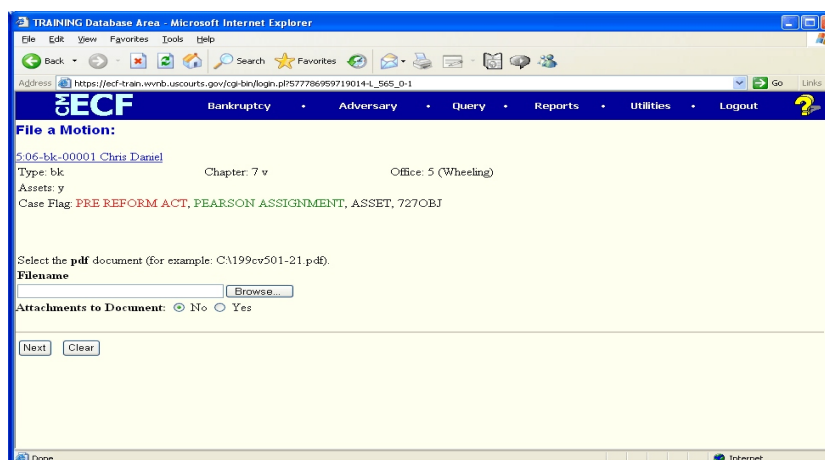 TRAINING Database Area - Microsoft Internet Explorer
File Edit View Favorites Tools Help
Back Search Favorites
Address https://ecf-train.wvnb.uscourts.gov/cgi-bin/login.pl?577786959719014-L_565_0-1 Go Links
CM ECF Bankruptcy • Adversary • Query • Reports • Utilities • Logout ?
File a Motion:
5:06-bk-00001 Chris Daniel
Type: bk Chapter: 7 v Office: 5 (Wheeling)
Assets: y
Case Flag: PRE REFORM ACT, PEARSON ASSIGNMENT, ASSET, 727OBJ
Select the pdf document (for example: C:\199cv501-21.pdf).
Filename
Browse...
Attachments to Document: No Yes
Next Clear
Done Internet